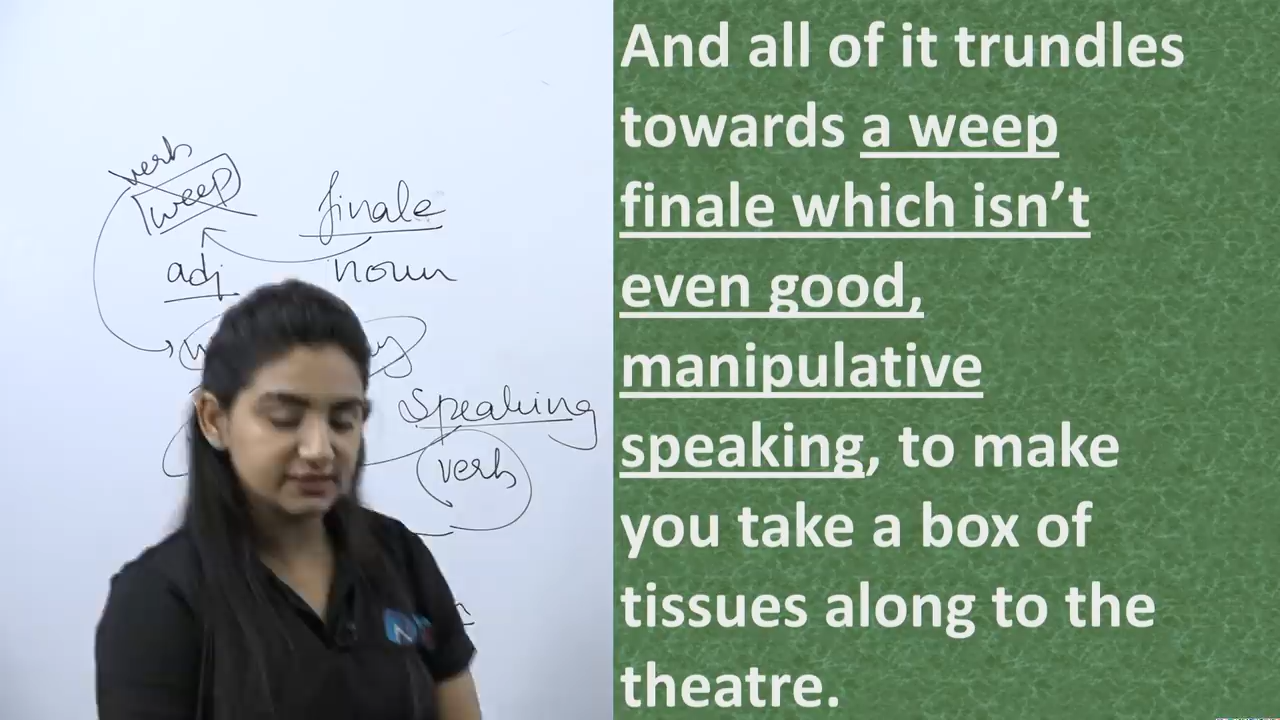 verb
weep
finale
adj
noun
Speaking
verb
And all of it trundles
towards a weep
finale which isn’t
even good,
manipulative
speaking, to make
you take a box of
tissues along to the
theatre.